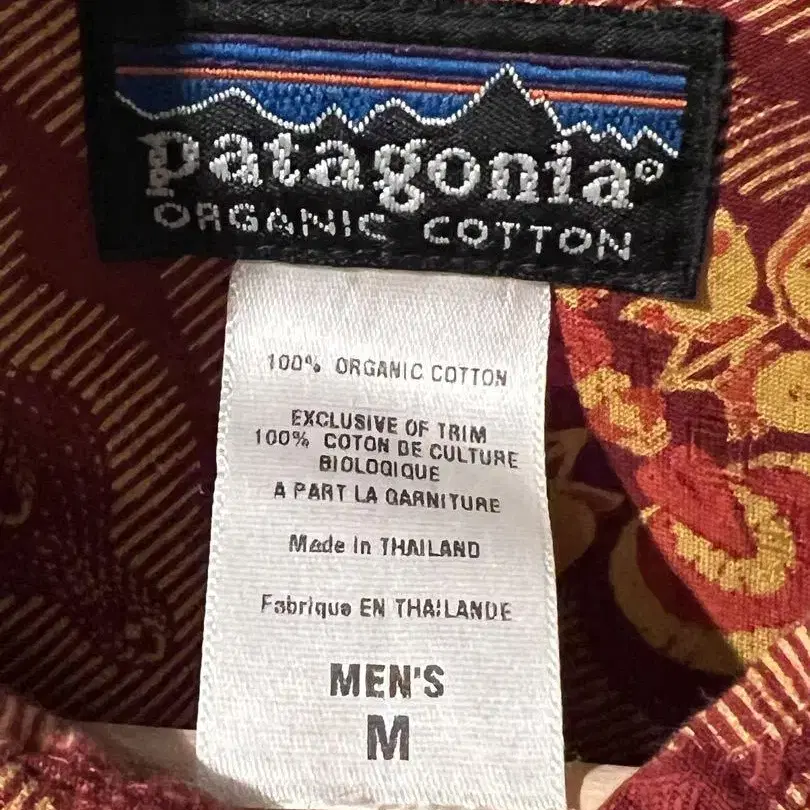 patagonia®
ORGANIC COTTON
100% ORGANIC COTTON
EXCLUSIVE OF TRIM
100% COTON DE CULTURE
BIOLOGIQUE
A PART LA GARNITURE
Made in THAILAND
Fabrique EN THAILANDE
MEN'S
M